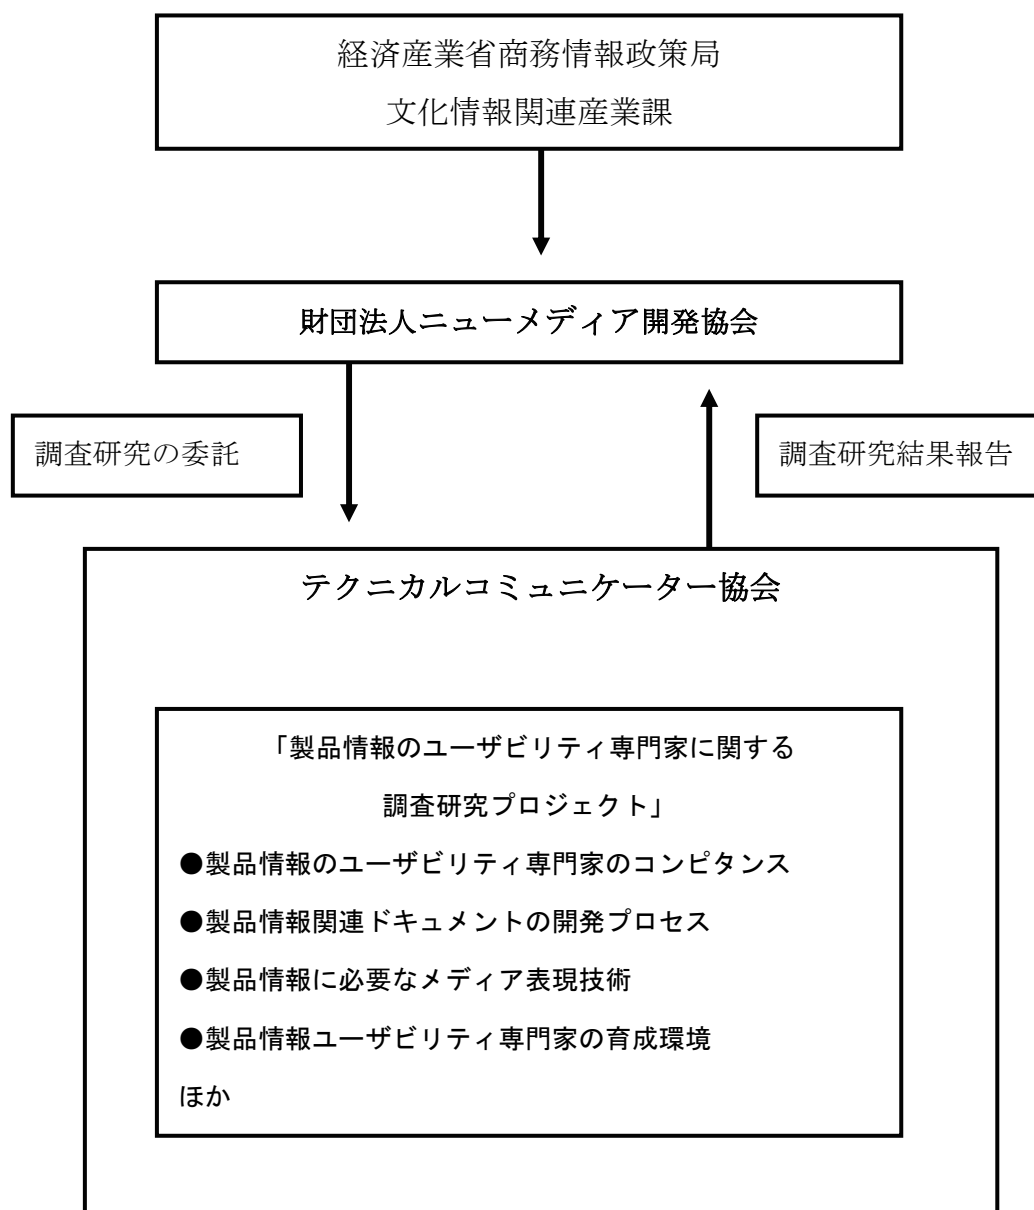 経済産業省商務情報政策局
文化情報関連産業課
財団法人ニューメディア開発協会
調査研究の委託
調査研究結果報告
テクニカルコミュニケーター協会
「製品情報のユーザビリティ専門家に関する
調査研究プロジェクト」
●製品情報のユーザビリティ専門家のコンピタンス
●製品情報関連ドキュメントの開発プロセス
●製品情報に必要なメディア表現技術
●製品情報ユーザビリティ専門家の育成環境
ほか